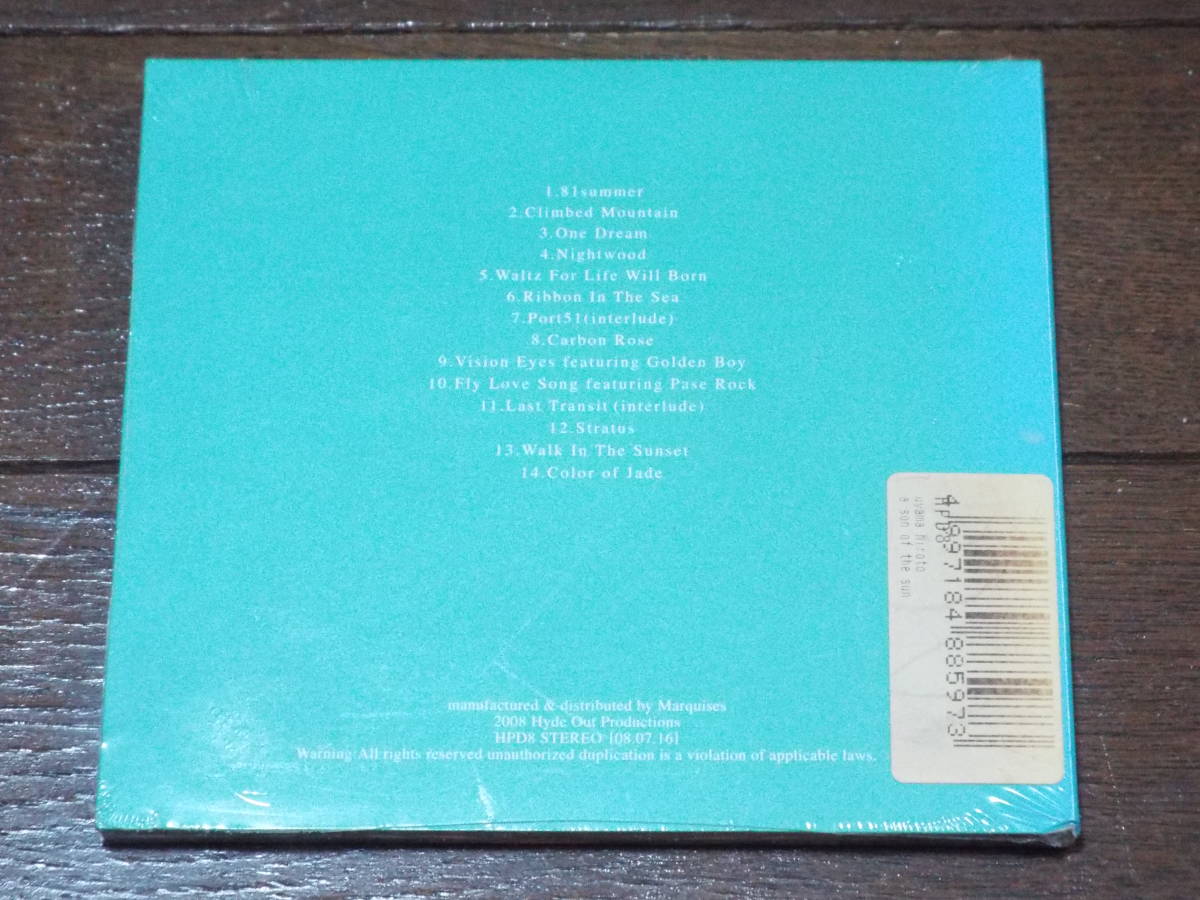 1.81summer
2.Climbed Mountain
3.One Dream
4.Nightwood
5.Waltz For Life Will Born
6.Ribbon In The Sea
7.Port51(interlude)
8.Carbon Rose
9.Vision Eyes featuring Golden Boy
10.Fly Love Song featuring Pase Rock
11.Last Transit(interlude)
12.Stratus
13.Walk In The Sunset
14.Color of Jade
manufactured & distributed by Marquises
2008 Hyde Out Productions
HPD8 STEREO [08.07.16]
Warning All rights reserved unauthorized duplication is a violation of applicable laws.
4 997184 885973
HPD8
uyama hiroto
a son of the sun